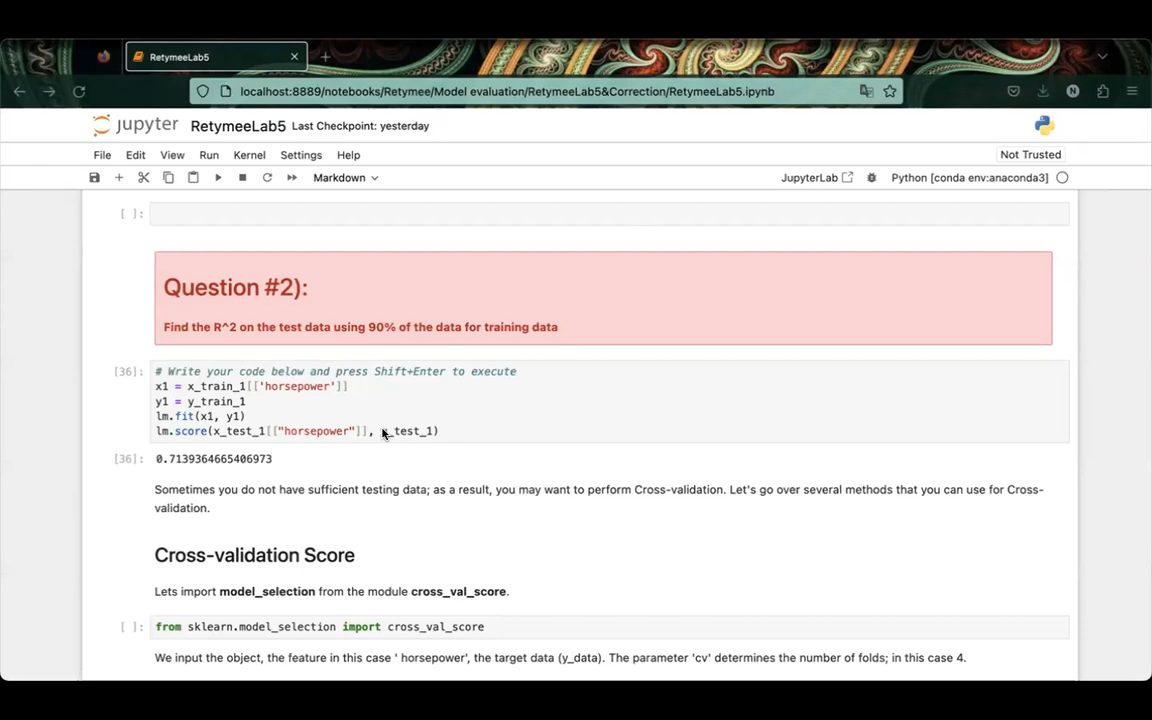 RetymeeLab5
localhost:8889/notebooks/Retymee/Model evaluation/RetymeeLab5&Correction/RetymeeLab5.ipynb
N
jupyter RetymeeLab5 Last Checkpoint: yesterday
File Edit View Run Kernel Settings Help Not Trusted
Markdown JupyterLab Python [conda env:anaconda3]
[ ]:
Question #2):
Find the R^2 on the test data using 90% of the data for training data
[36]: # Write your code below and press Shift+Enter to execute
x1 = x_train_1[['horsepower']]
y1 = y_train_1
lm.fit(x1, y1)
lm.score(x_test_1[["horsepower"]], _test_1)
[36]: 0.7139364665406973
Sometimes you do not have sufficient testing data; as a result, you may want to perform Cross-validation. Let's go over several methods that you can use for Cross-
validation.
Cross-validation Score
Lets import model_selection from the module cross_val_score.
[ ]: from sklearn.model_selection import cross_val_score
We input the object, the feature in this case ' horsepower', the target data (y_data). The parameter 'cv' determines the number of folds; in this case 4.